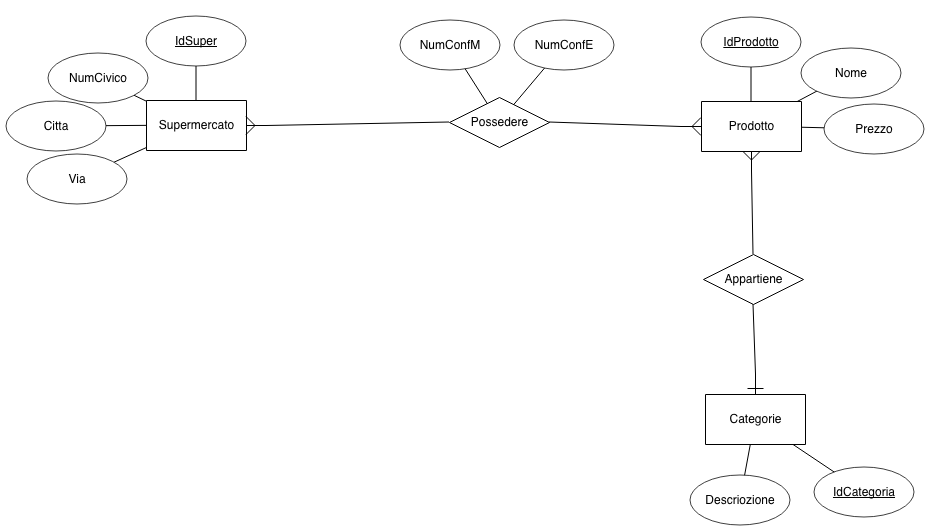 IdSuper
NumConfM
NumConfE
IdProdotto
NumCivico
Nome
Citta
Supermercato
Possedere
Prodotto
Prezzo
Via
Appartiene
Categorie
Descriozione
IdCategoria